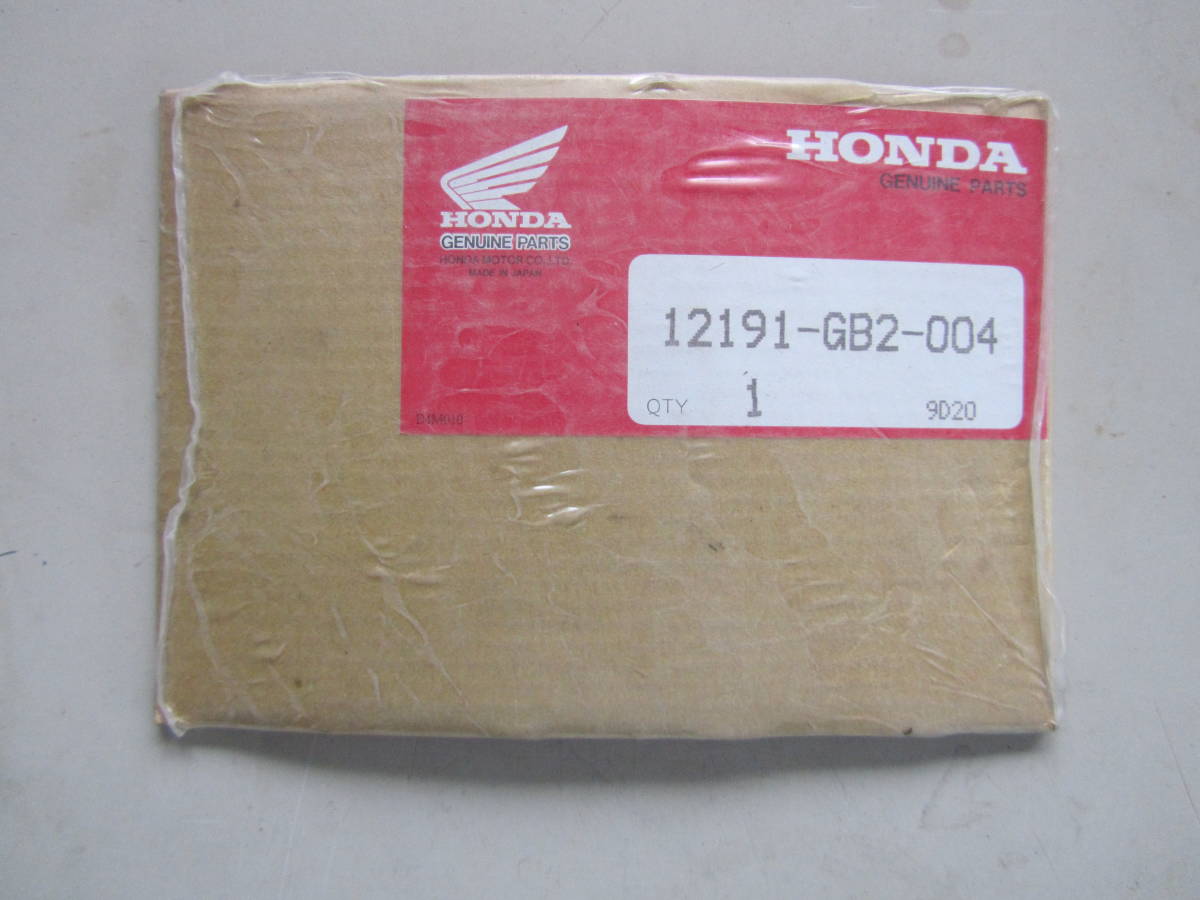 HONDA
GENUINE PARTS
HONDA MOTOR CO., LTD.
MADE IN JAPAN
HONDA
GENUINE PARTS
12191-GB2-004
QTY 1 9D20